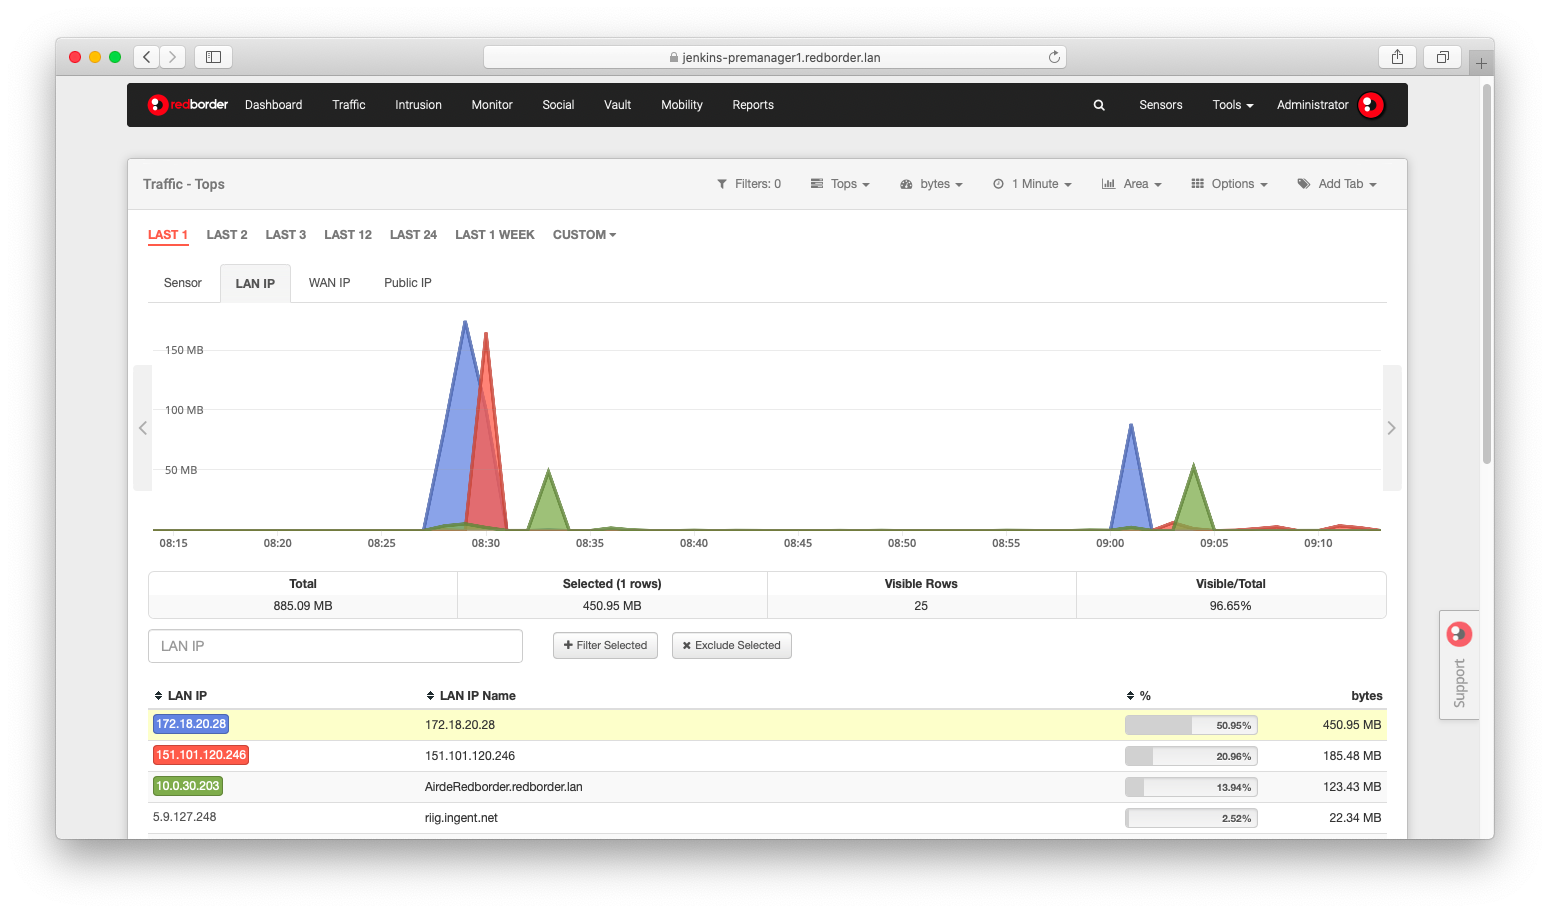 jenkins-premanager1.redborder.lan
redborder Dashboard Traffic Intrusion Monitor Social Vault Mobility Reports Sensors Tools Administrator
Traffic - Tops Filters: 0 Tops bytes 1 Minute Area Options Add Tab
LAST 1 LAST 2 LAST 3 LAST 12 LAST 24 LAST 1 WEEK CUSTOM
Sensor LAN IP WAN IP Public IP
150 MB
100 MB
50 MB
08:15 08:20 08:25 08:30 08:35 08:40 08:45 08:50 08:55 09:00 09:05 09:10
Total Selected (1 rows) Visible Rows Visible/Total
885.09 MB 450.95 MB 25 96.65%
LAN IP Filter Selected Exclude Selected
Support
LAN IP LAN IP Name % bytes
172.18.20.28 172.18.20.28 50.95% 450.95 MB
151.101.120.246 151.101.120.246 20.96% 185.48 MB
10.0.30.203 AirdeRedborder.redborder.lan 13.94% 123.43 MB
5.9.127.248 riig.ingent.net 2.52% 22.34 MB